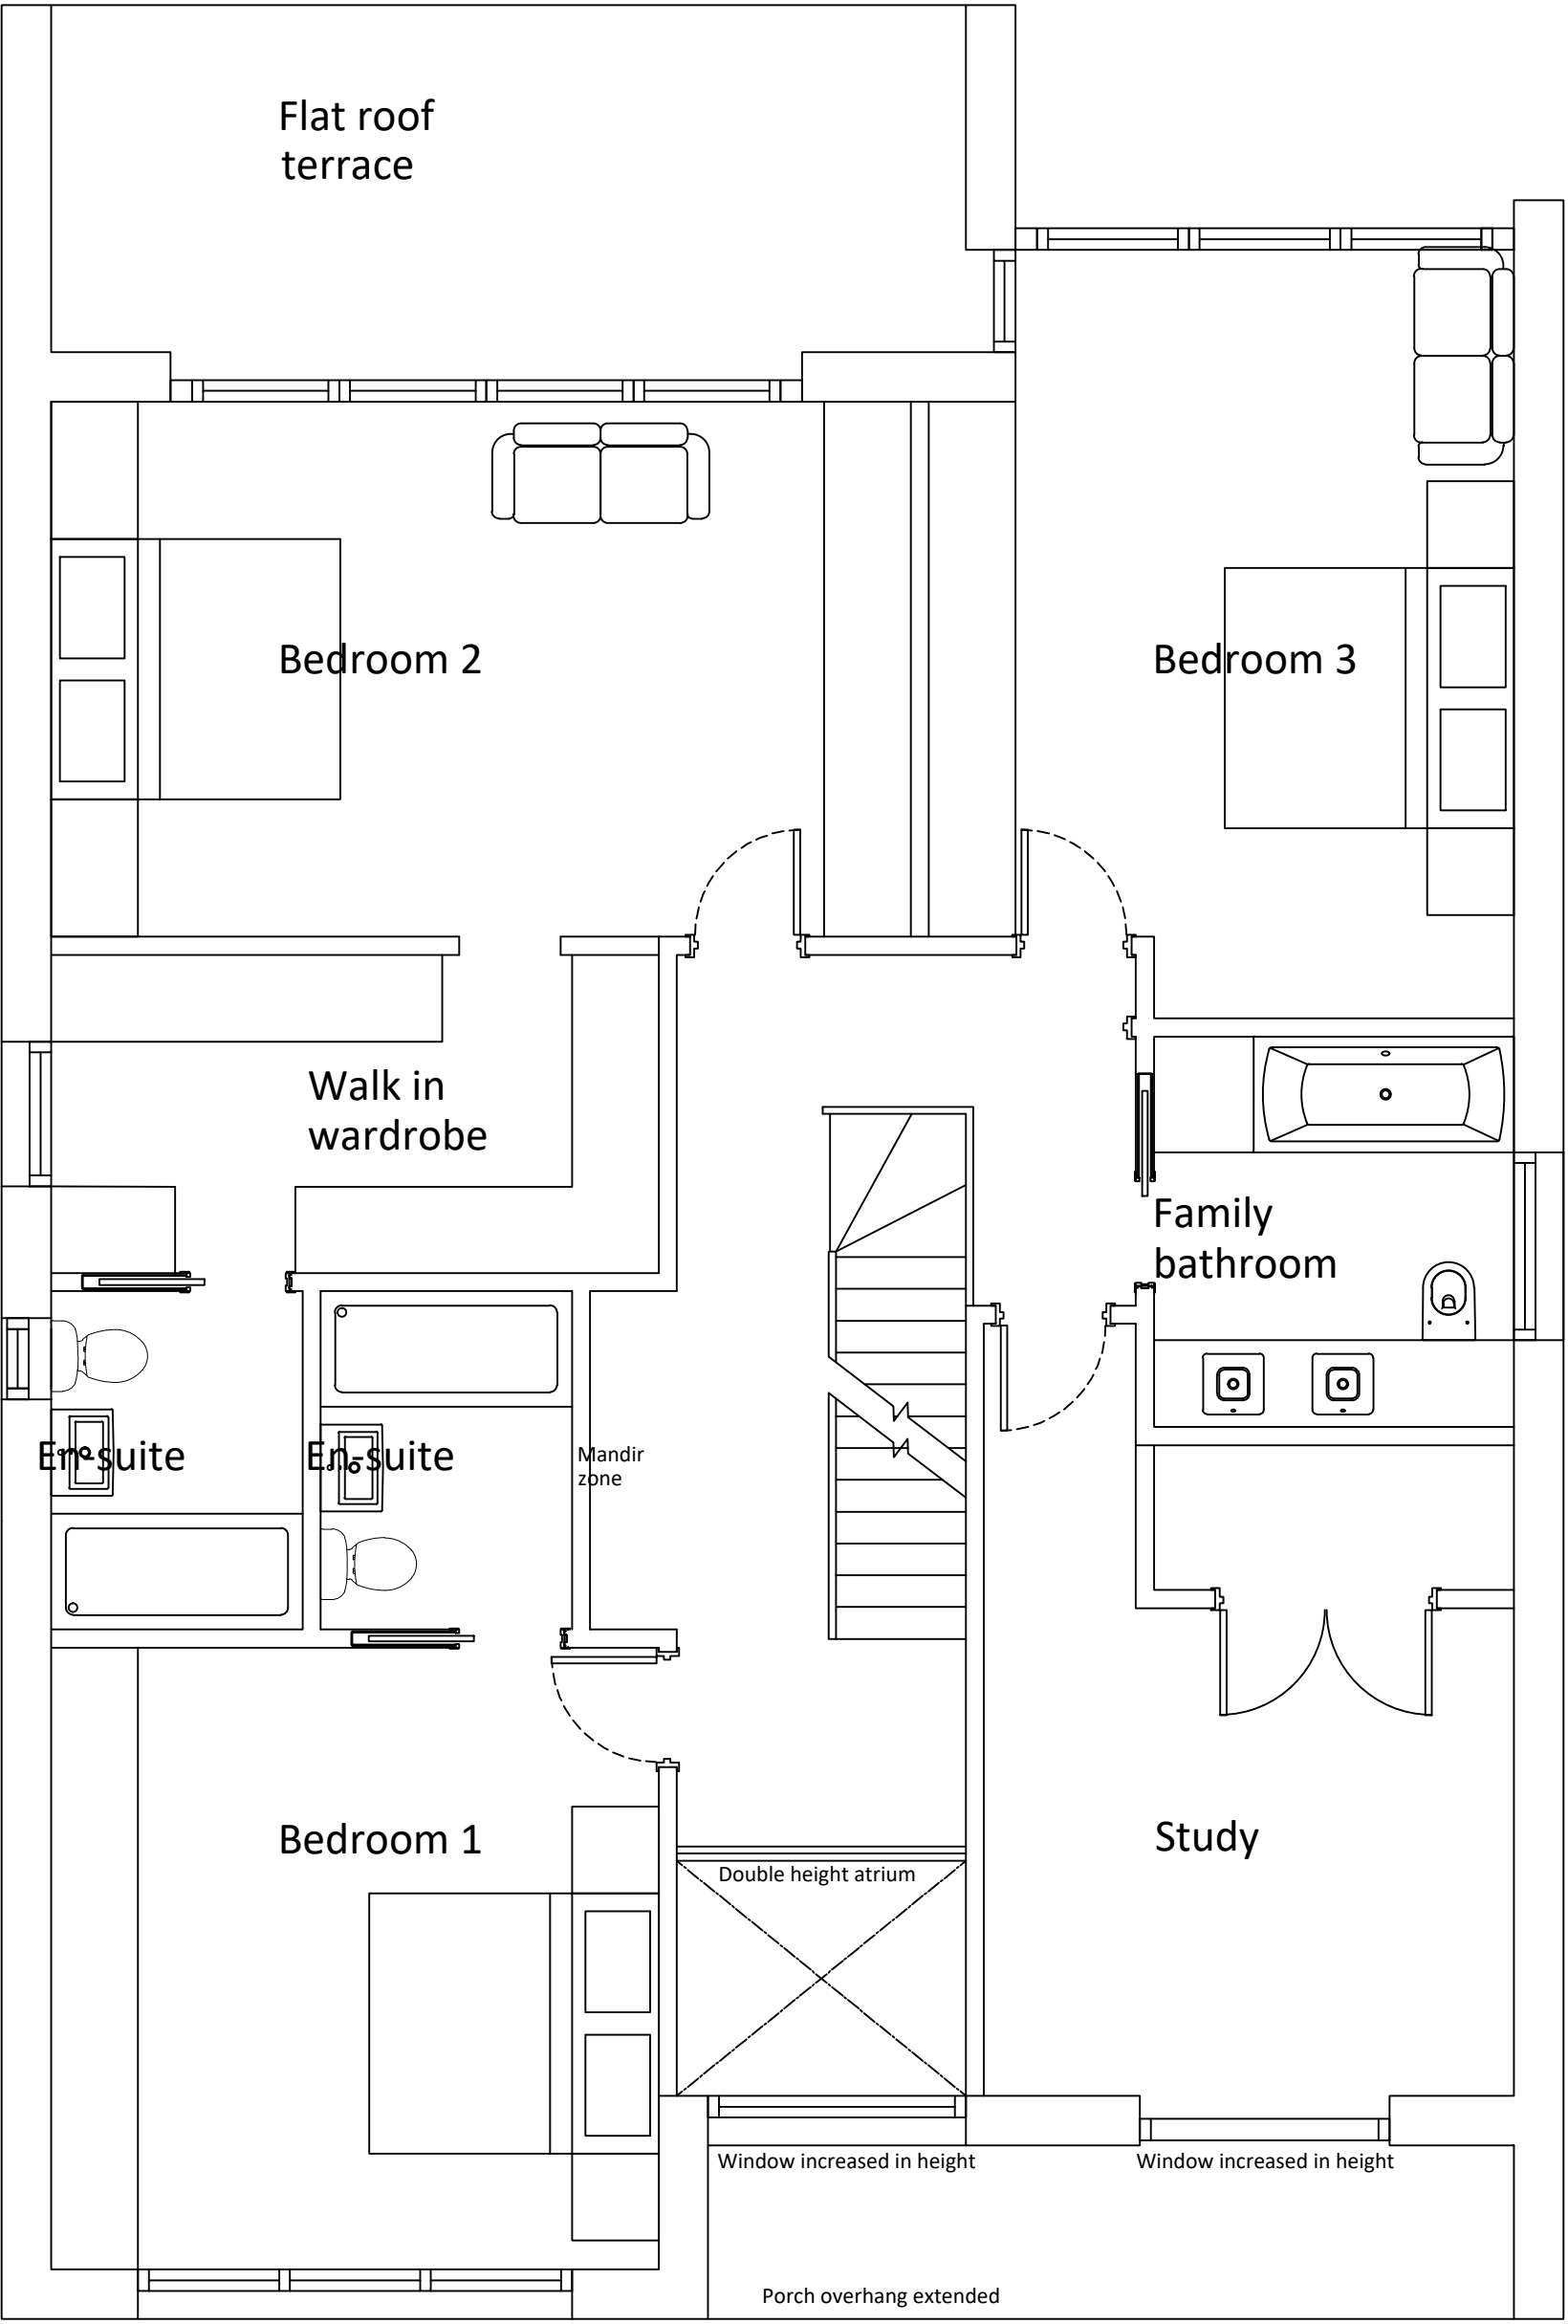 Flat roof
terrace
Bedroom 2
Bedroom 3
Walk in
wardrobe
Family
bathroom
En-suite
En-suite
Mandir
zone
Bedroom 1
Study
Double height atrium
Window increased in height
Window increased in height
Porch overhang extended